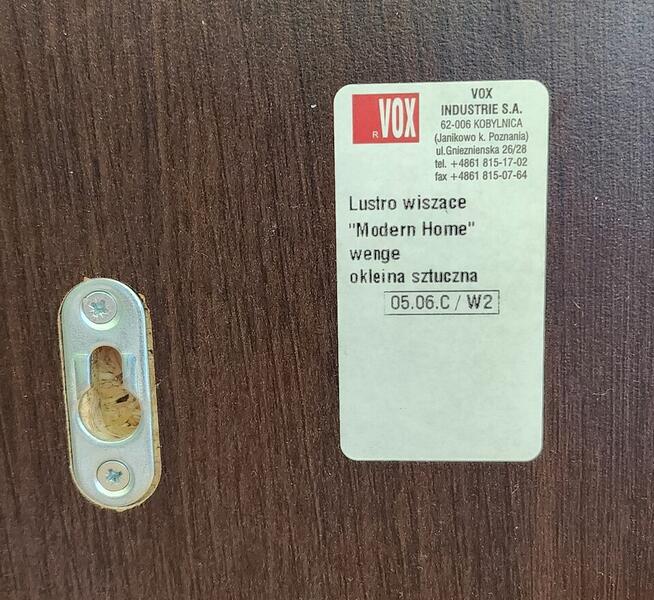 R VOX
VOX
INDUSTRIE S.A.
62-006 KOBYLNICA
(Janikowo k. Poznania)
ul.Gnieznienska 26/28
tel. +4861 815-17-02
fax +4861 815-07-64
Lustro wiszące
"Modern Home"
wenge
okleina sztuczna
05.06.C / W2